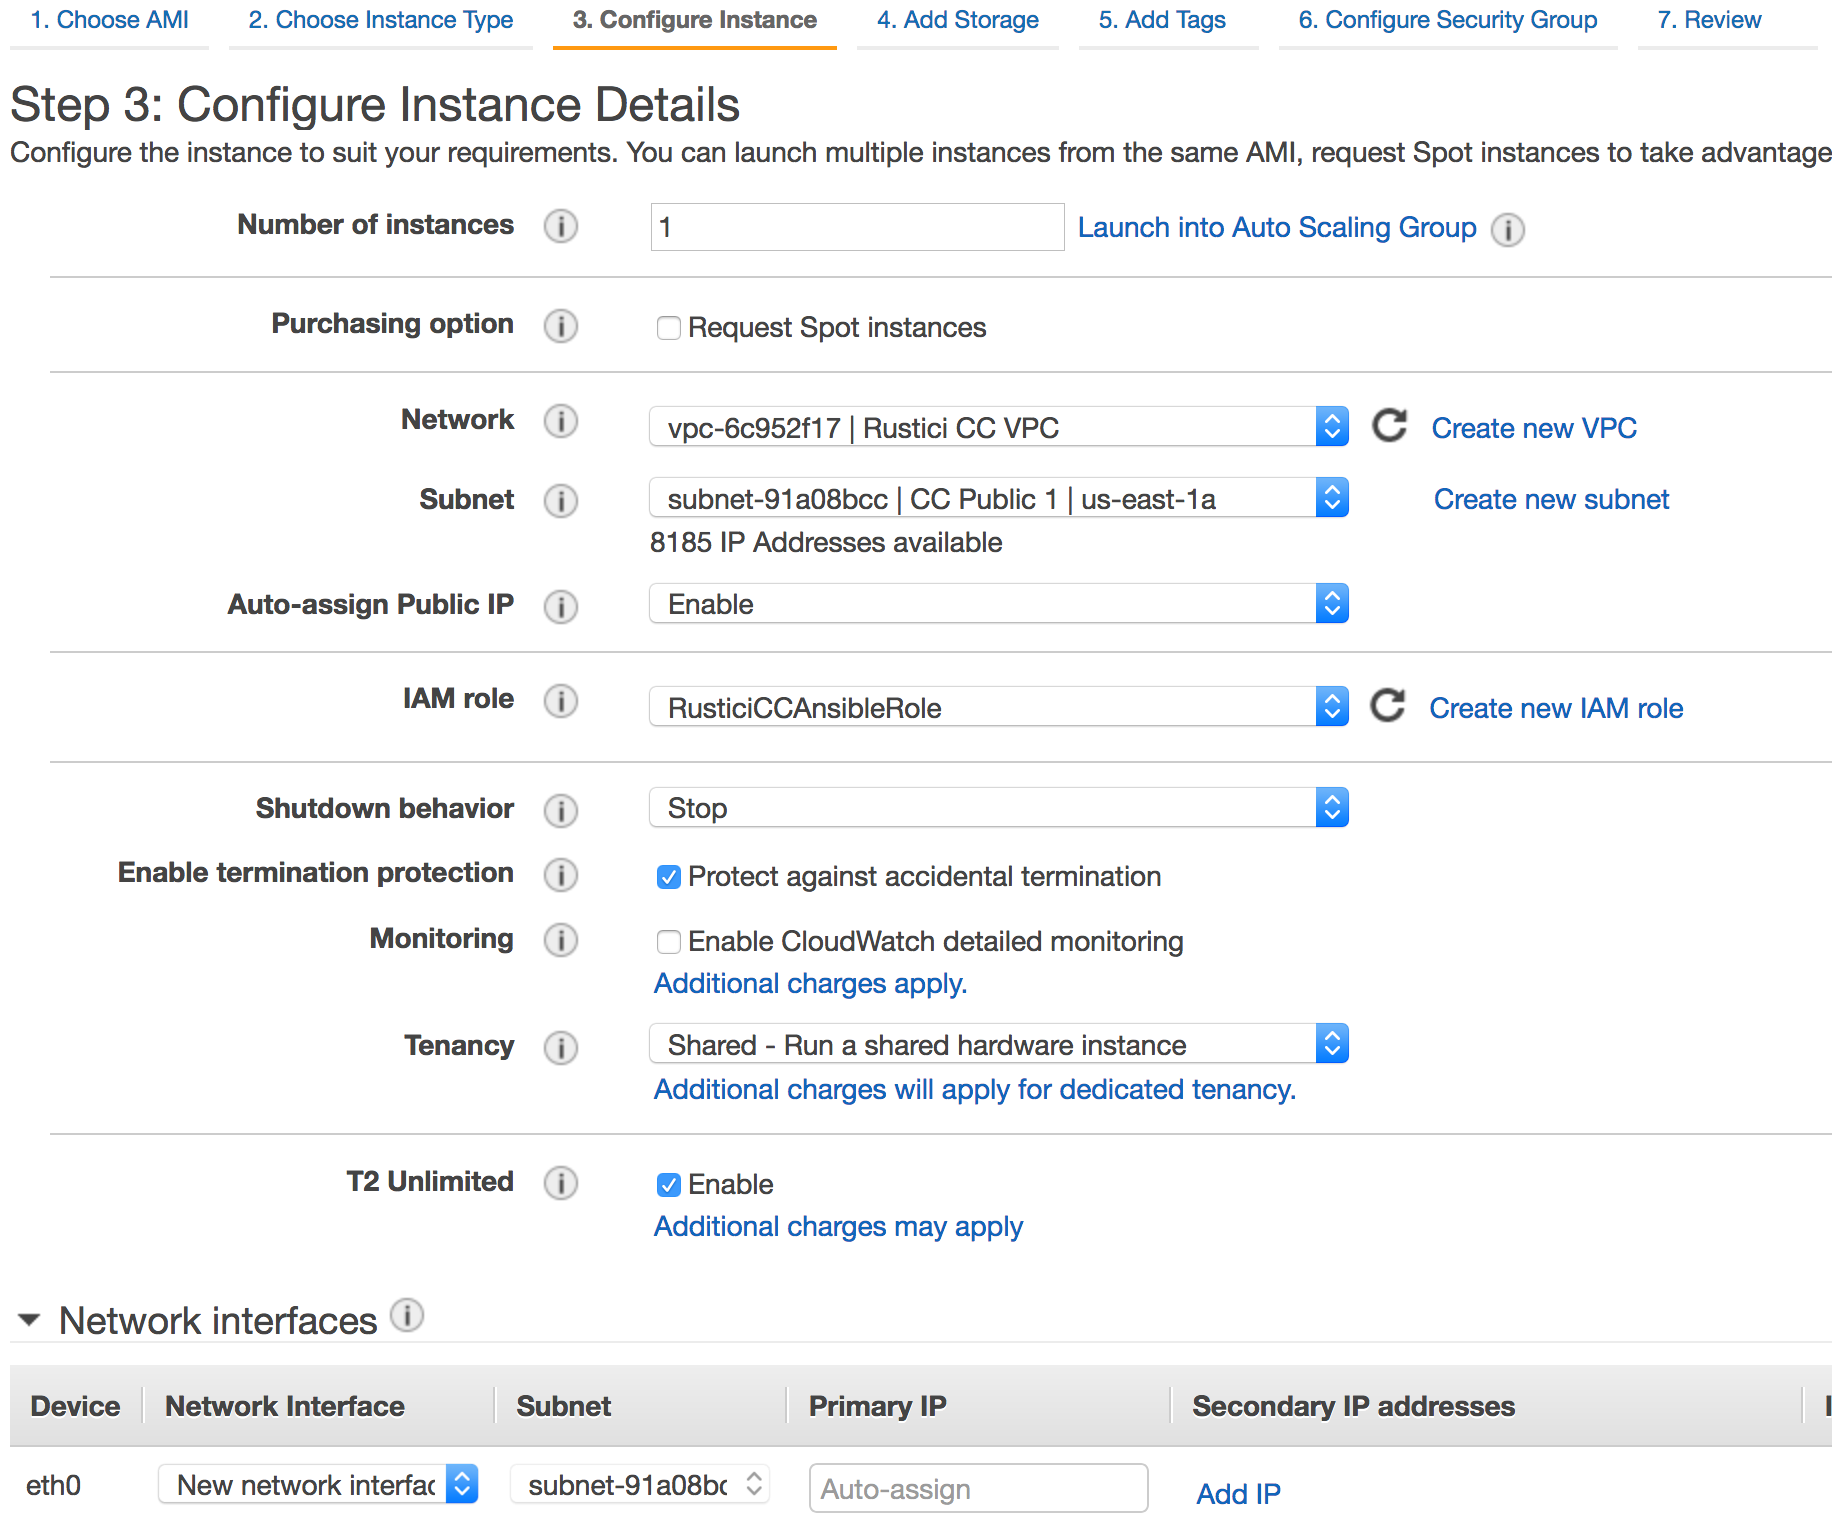 1. Choose AMI 2. Choose Instance Type 3. Configure Instance 4. Add Storage 5. Add Tags 6. Configure Security Group 7. Review
Step 3: Configure Instance Details
Configure the instance to suit your requirements. You can launch multiple instances from the same AMI, request Spot instances to take advantage
Number of instances 1 Launch into Auto Scaling Group
Purchasing option Request Spot instances
Network vpc-6c952f17 | Rustici CC VPC Create new VPC
Subnet subnet-91a08bcc | CC Public 1 | us-east-1a Create new subnet
8185 IP Addresses available
Auto-assign Public IP Enable
IAM role RusticiCCAnsibleRole Create new IAM role
Shutdown behavior Stop
Enable termination protection Protect against accidental termination
Monitoring Enable CloudWatch detailed monitoring
Additional charges apply.
Tenancy Shared - Run a shared hardware instance
Additional charges will apply for dedicated tenancy.
T2 Unlimited Enable
Additional charges may apply
Network interfaces
Device Network Interface Subnet Primary IP Secondary IP addresses
eth0 New network interfac subnet-91a08bc Auto-assign Add IP